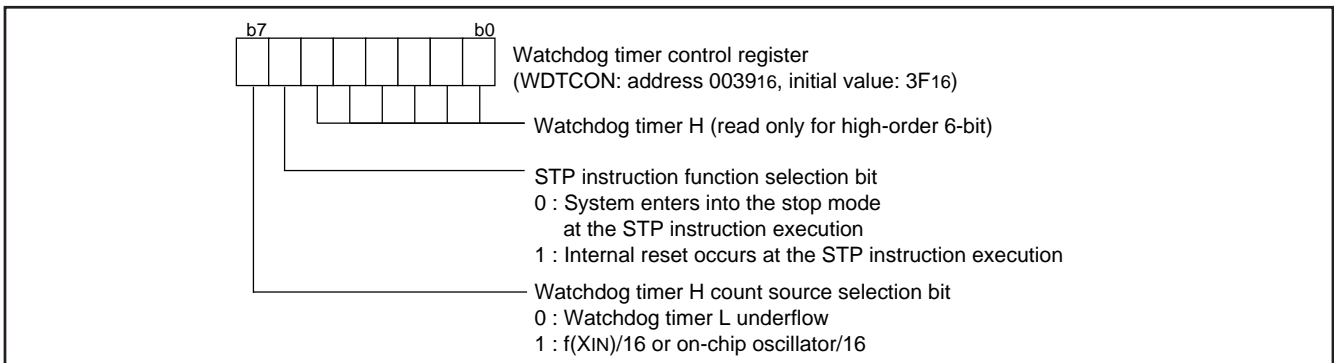 b7 b0
Watchdog timer control register
(WDTCON: address 003916, initial value: 3F16)
Watchdog timer H (read only for high-order 6-bit)
STP instruction function selection bit
0 : System enters into the stop mode
at the STP instruction execution
1 : Internal reset occurs at the STP instruction execution
Watchdog timer H count source selection bit
0 : Watchdog timer L underflow
1 : f(XIN)/16 or on-chip oscillator/16